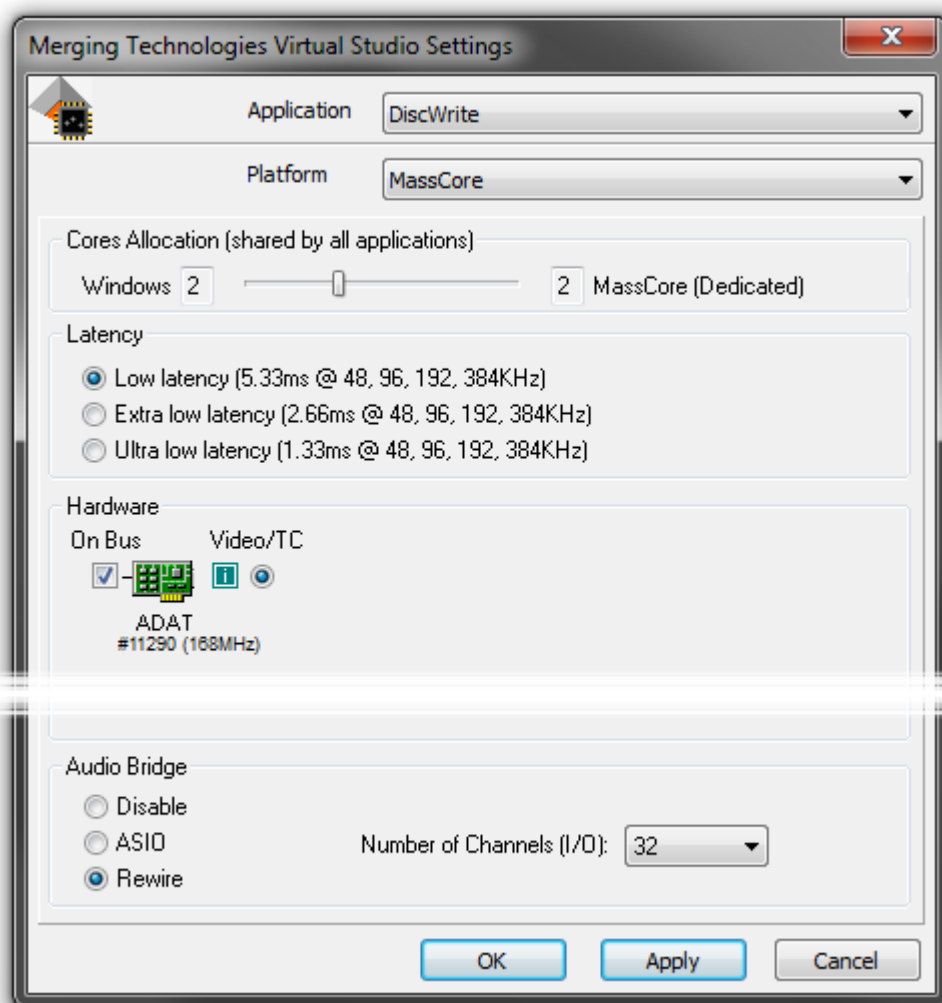 Merging Technologies Virtual Studio Settings
Application DiscWrite
Platform MassCore
Cores Allocation (shared by all applications)
Windows 2 2 MassCore (Dedicated)
Latency
Low latency (5.33ms @ 48, 96, 192, 384KHz)
Extra low latency (2.66ms @ 48, 96, 192, 384KHz)
Ultra low latency (1.33ms @ 48, 96, 192, 384KHz)
Hardware
On Bus Video/TC
i
ADAT
#11290 (168MHz)
Audio Bridge
Disable
ASIO Number of Channels (I/O): 32
Rewire
OK Apply Cancel